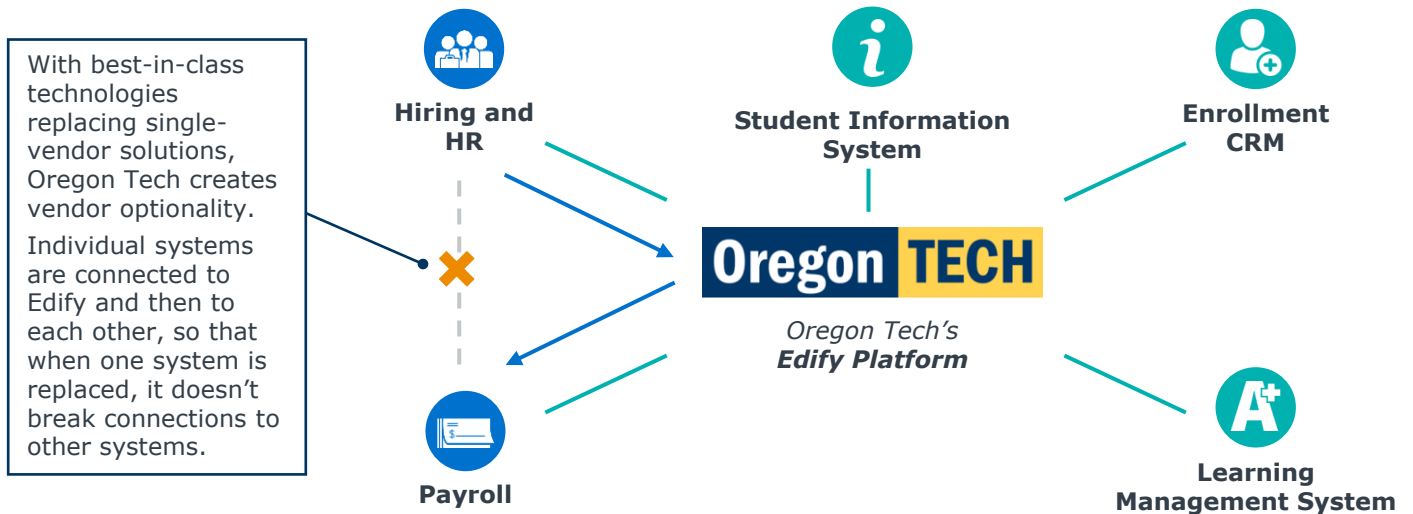 With best-in-class
technologies
replacing single-
vendor solutions,
Oregon Tech creates
vendor optionality.
Individual systems
are connected to
Edify and then to
each other, so that
when one system is
replaced, it doesn’t
break connections to
other systems.
Hiring and
HR
Student Information
System
Enrollment
CRM
Oregon TECH
Oregon Tech’s
Edify Platform
$
Payroll
A+
Learning
Management System